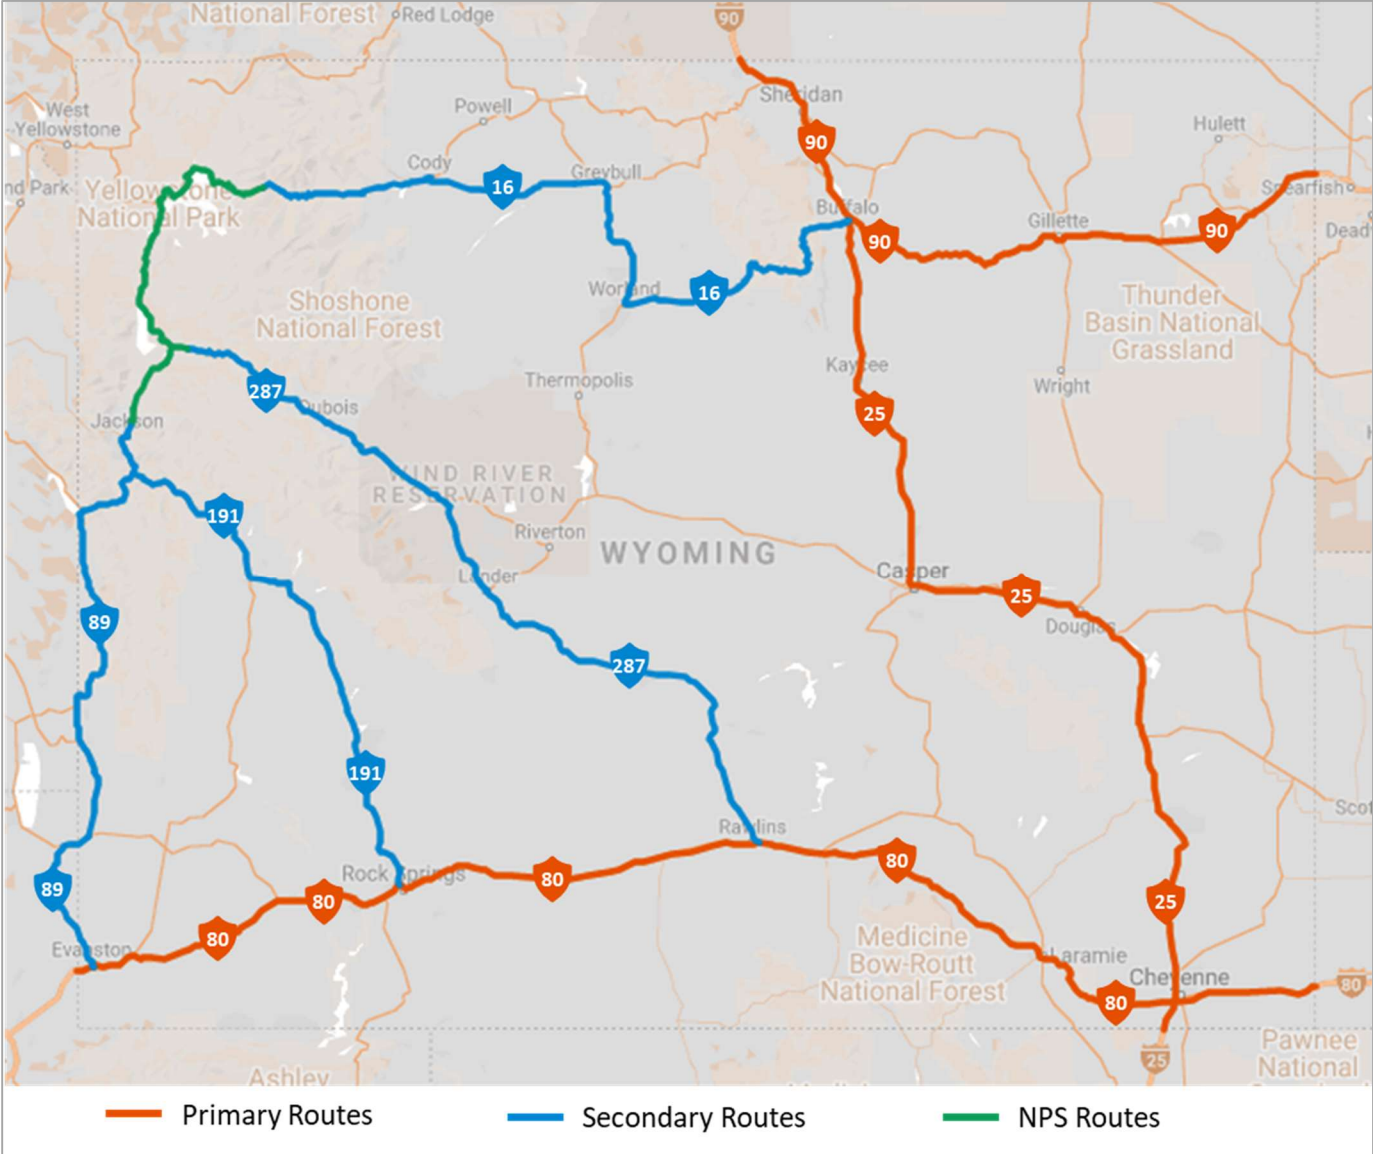 National Forest
Red Lodge
90
Sheridan
West
Yellowstone
Powell
Hulett
90
Cody
Greybull
16
nd Park
Yellowstone
National Park
Spearfish
Buffalo
Gillette
90
90
Dead
Worland
16
Shoshone
National Forest
Thunder
Basin National
Grassland
Kaycee
Thermopolis
Wright
287
Dubois
Jackson
25
WIND RIVER
RESERVATION
191
Riverton
WYOMING
Lander
Casper
25
89
Douglas
287
191
Scot
Rawlins
Rock Springs
80
80
80
89
25
80
Evanston
Medicine
Bow-Routt
National Forest
Laramie
Cheyenne
80
80
25
Pawnee
National
Ashley
Primary Routes
Secondary Routes
NPS Routes